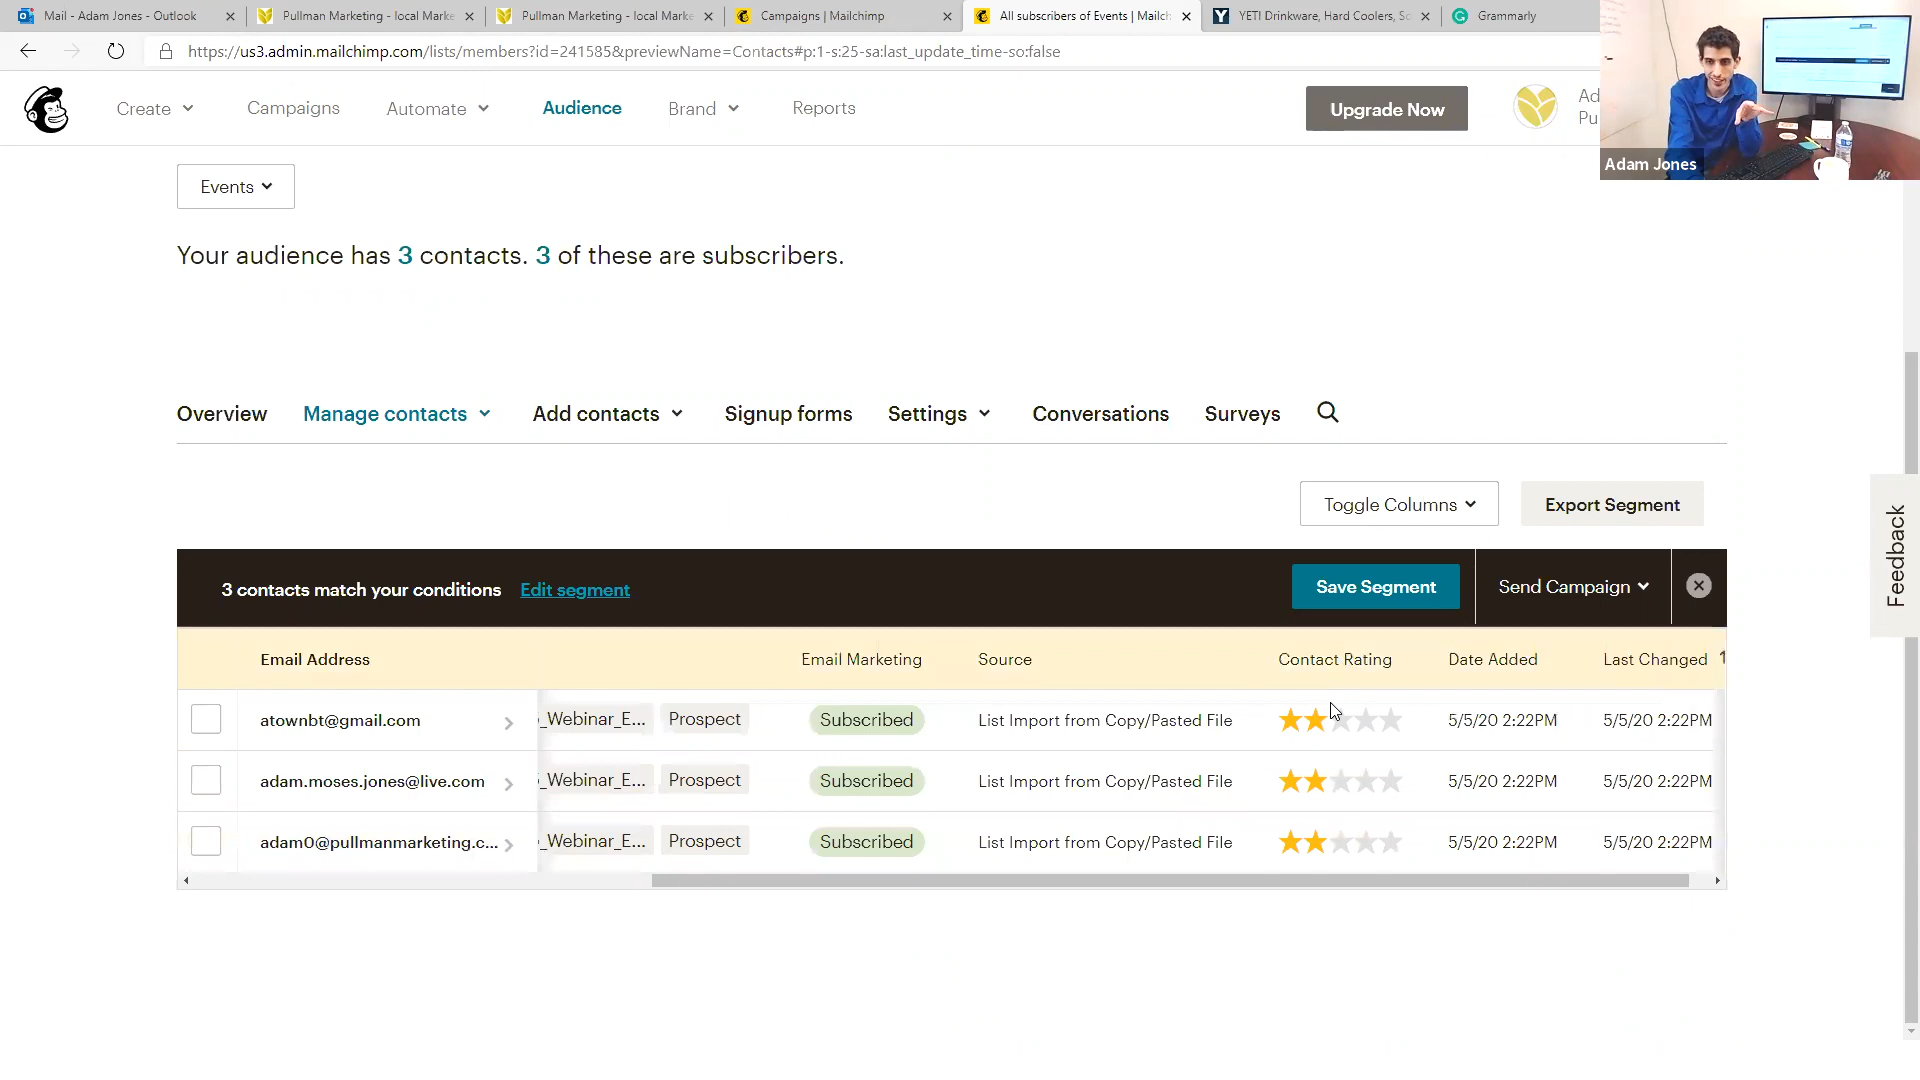 Mail - Adam Jones - Outlook
Pullman Marketing - local Marke
Pullman Marketing - local Marke
Campaigns | Mailchimp
All subscribers of Events | Mailch
YETI Drinkware, Hard Coolers, So
Grammarly
https://us3.admin.mailchimp.com/lists/members?id=241585&previewName=Contacts#p:1-s:25-sa:last_update_time-so:false
Create
Campaigns
Automate
Audience
Brand
Reports
Upgrade Now
Ad
Pu
Adam Jones
Events
Your audience has 3 contacts. 3 of these are subscribers.
Overview
Manage contacts
Add contacts
Signup forms
Settings
Conversations
Surveys
Toggle Columns
Export Segment
Feedback
3 contacts match your conditions
Edit segment
Save Segment
Send Campaign
Email Address
Email Marketing
Source
Contact Rating
Date Added
Last Changed
atownbt@gmail.com
_Webinar_E...
Prospect
Subscribed
List Import from Copy/Pasted File
5/5/20 2:22PM
5/5/20 2:22PM
adam.moses.jones@live.com
_Webinar_E...
Prospect
Subscribed
List Import from Copy/Pasted File
5/5/20 2:22PM
5/5/20 2:22PM
adam0@pullmanmarketing.c...
_Webinar_E...
Prospect
Subscribed
List Import from Copy/Pasted File
5/5/20 2:22PM
5/5/20 2:22PM